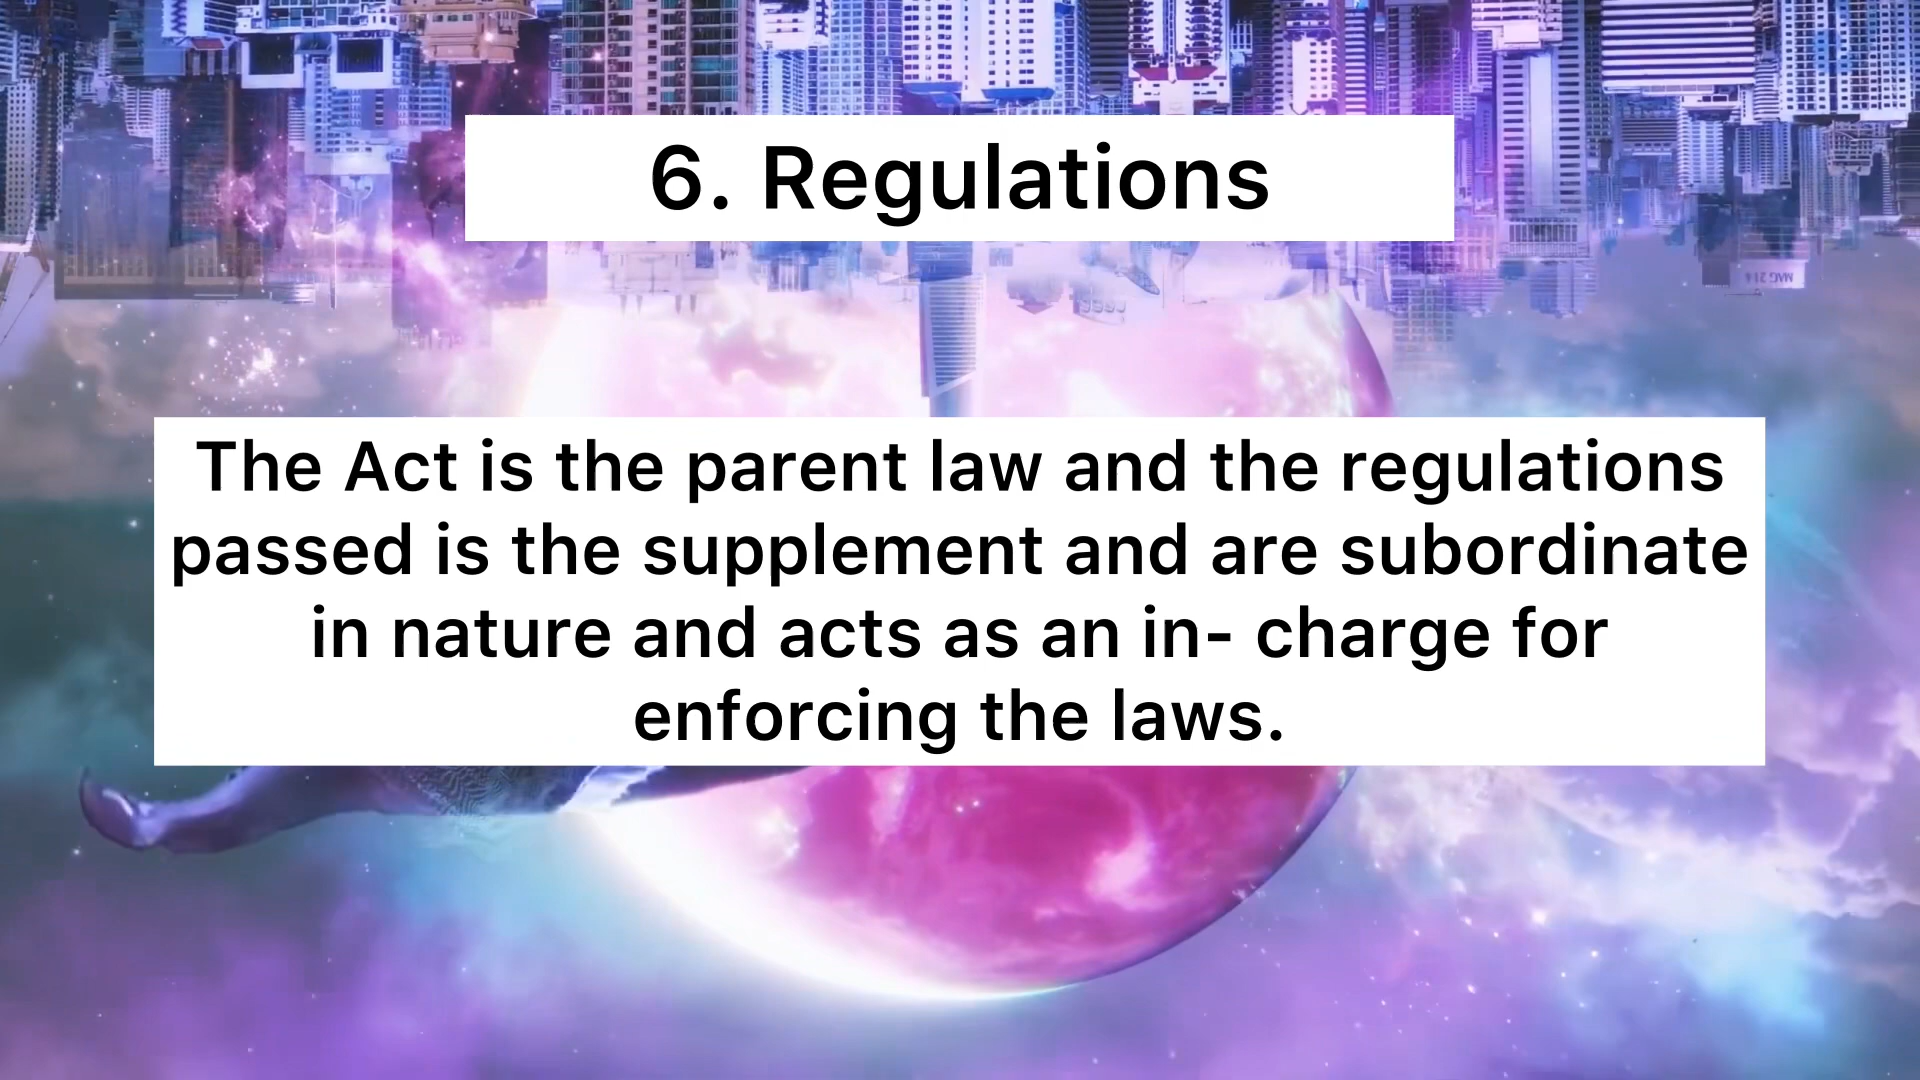 6. Regulations
The Act is the parent law and the regulations
passed is the supplement and are subordinate
in nature and acts as an in- charge for
enforcing the laws.